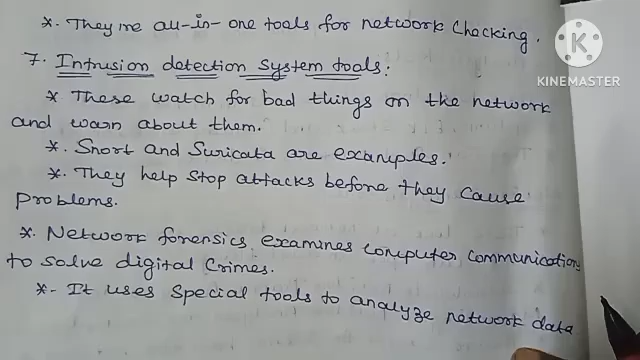 *. They're all-in-one tools for network checking.
7. Intrusion detection system tools:
* These watch for bad things on the network
and warn about them.
*. Snort and Suricata are examples.
*. They help stop attacks before they cause
problems.
*. Network forensics examines computer communications
to solve digital crimes.
*. It uses special tools to analyze network data
KINEMASTER